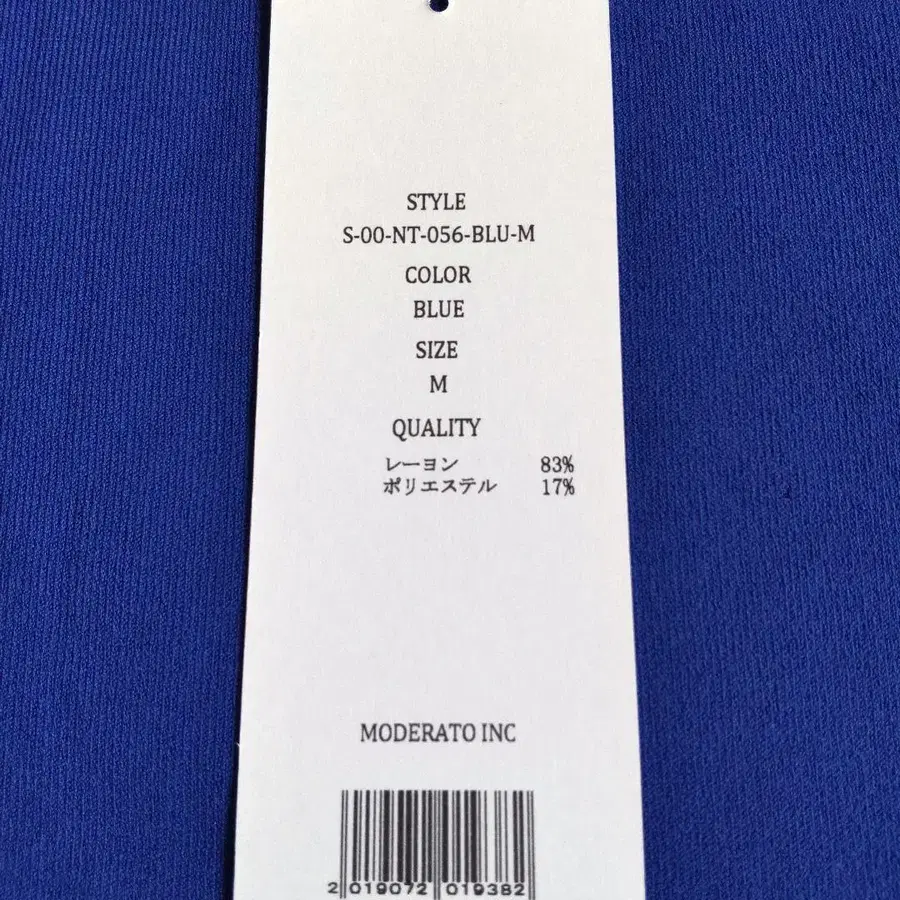 STYLE
S-00-NT-056-BLU-M
COLOR
BLUE
SIZE
M
QUALITY
レーヨン 83%
ポリエステル 17%
MODERATO INC
2 019072 019382